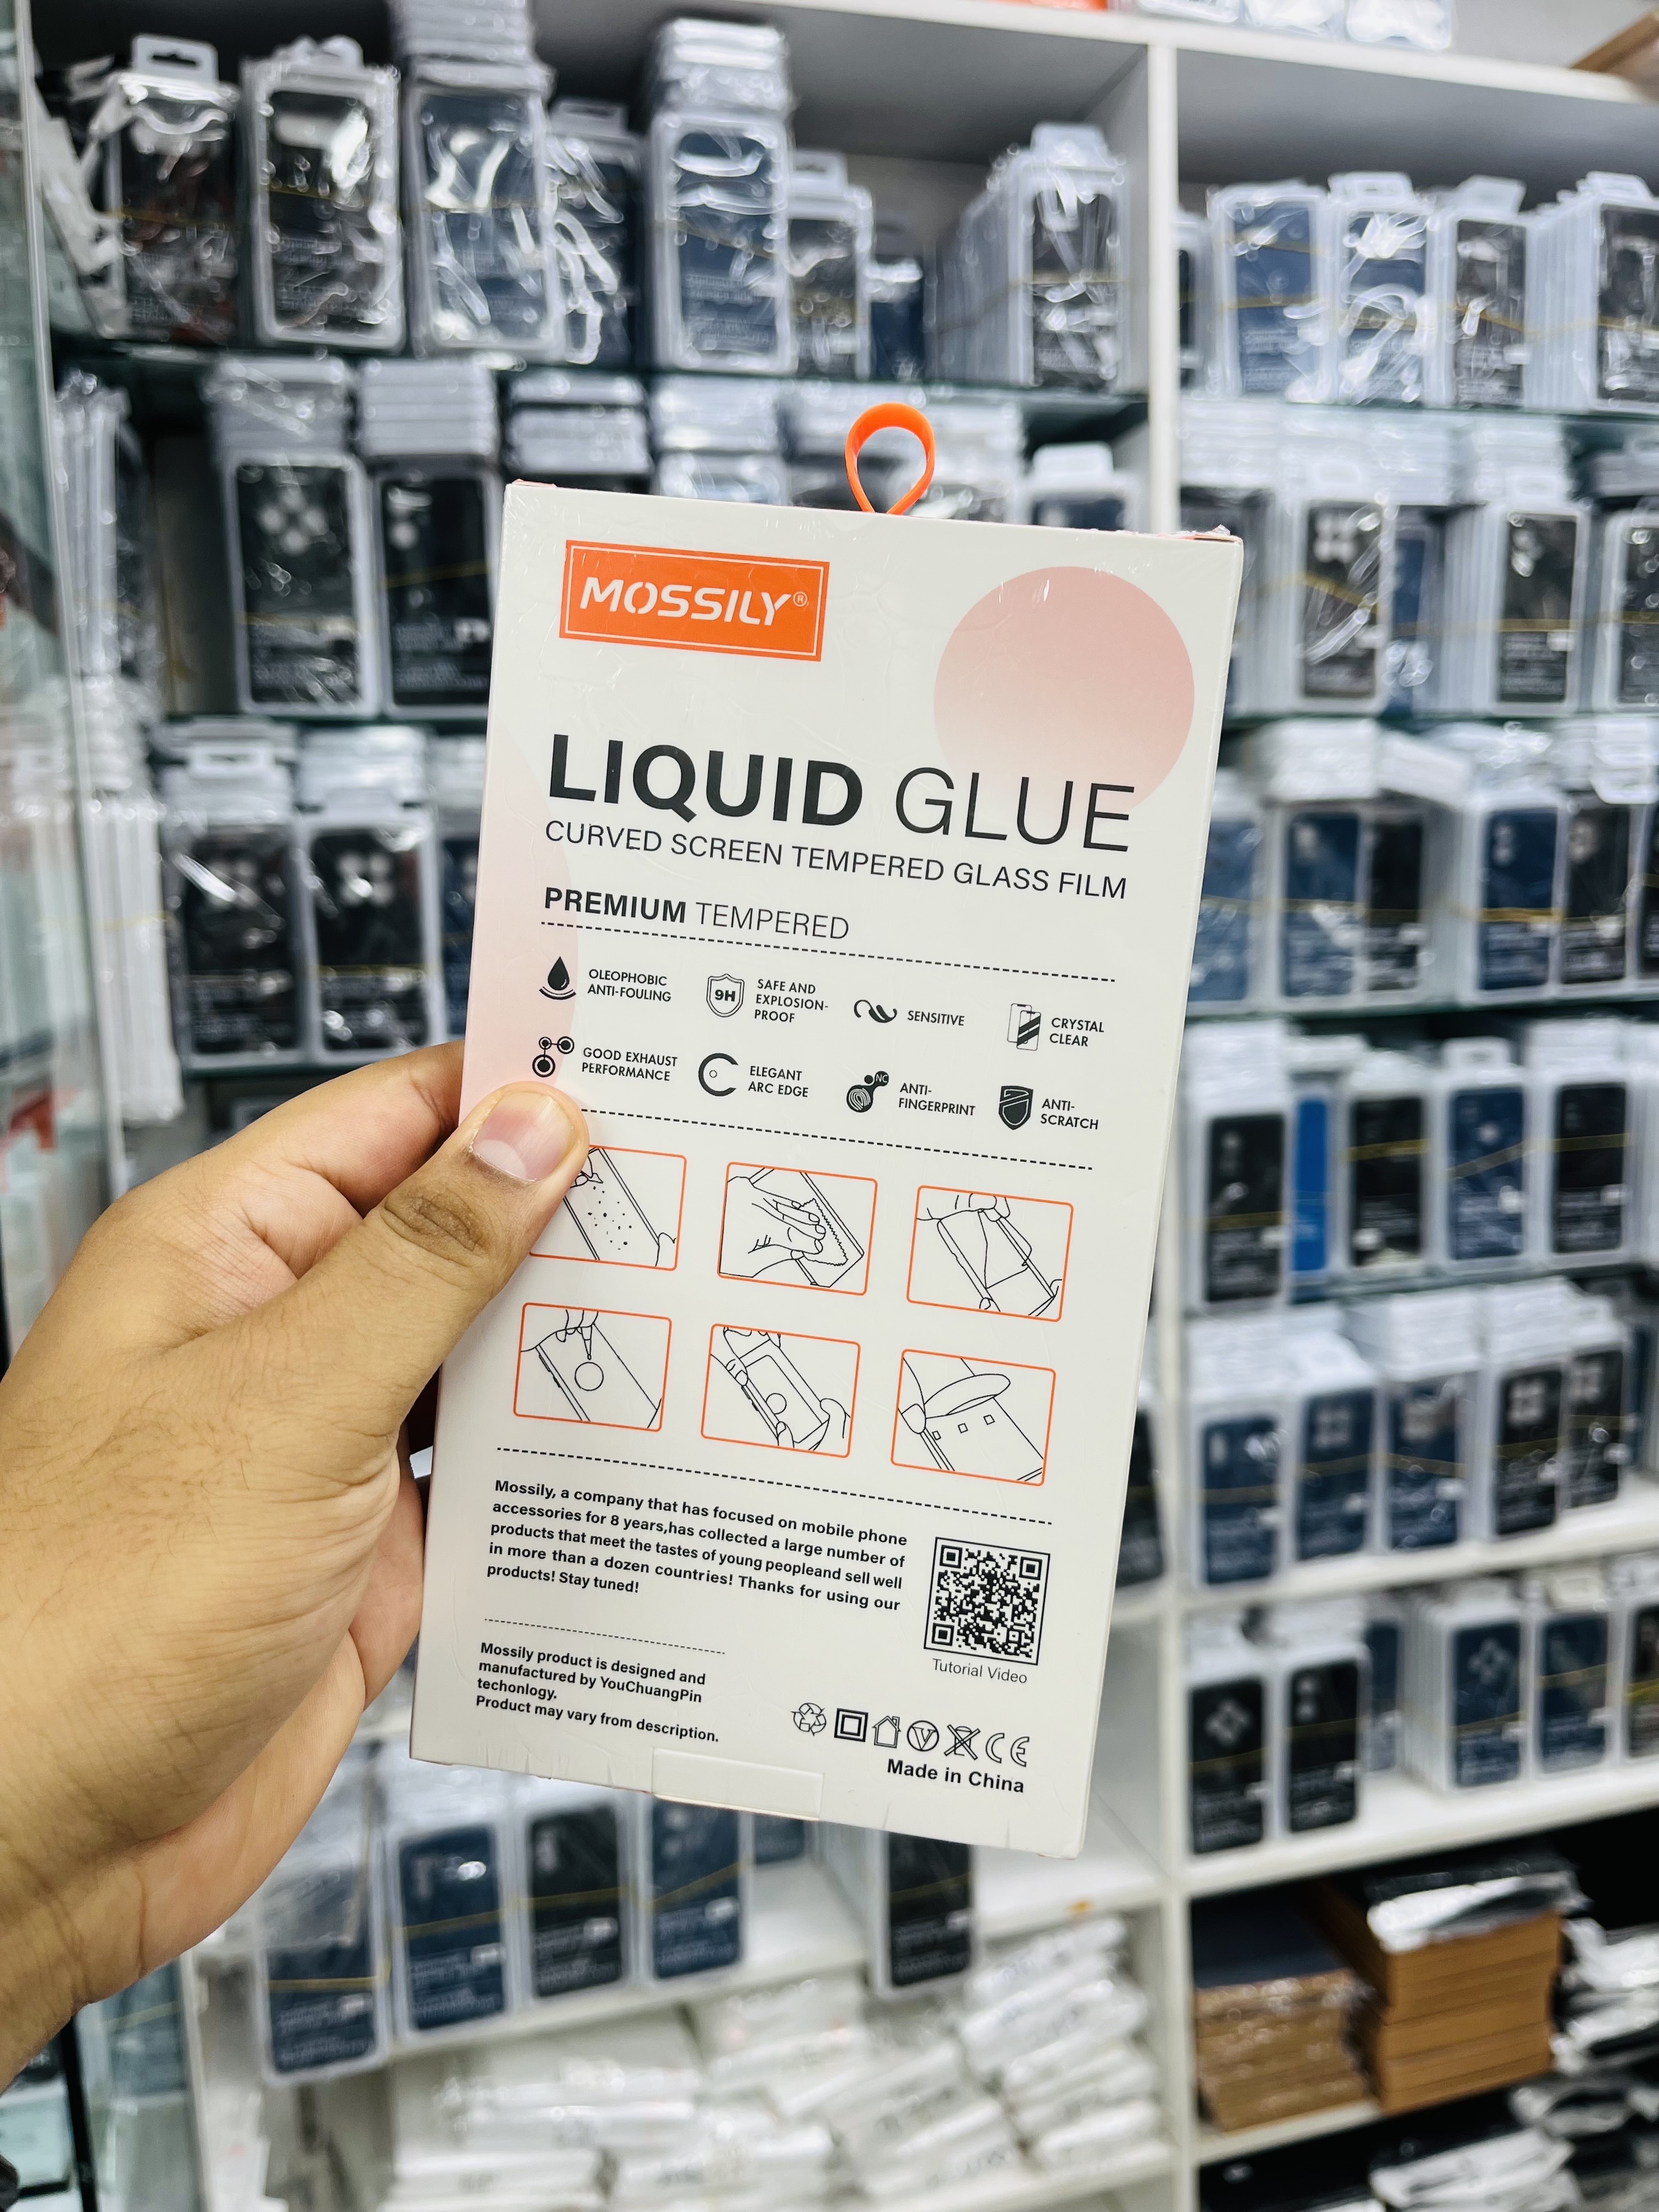 MOSSILY®
LIQUID GLUE
CURVED SCREEN TEMPERED GLASS FILM
PREMIUM TEMPERED
OLEOPHOBIC
ANTI-FOULING
9H
SAFE AND
EXPLOSION-
PROOF
SENSITIVE
CRYSTAL
CLEAR
GOOD EXHAUST
PERFORMANCE
ELEGANT
ARC EDGE
NC
ANTI-
FINGERPRINT
ANTI-
SCRATCH
Mossily, a company that has focused on mobile phone
accessories for 8 years,has collected a large number of
products that meet the tastes of young peopleand sell well
in more than a dozen countries! Thanks for using our
products! Stay tuned!
Tutorial Video
Mossily product is designed and
manufactured by YouChuangPin
techonlogy.
Product may vary from description.
V
CE
Made in China